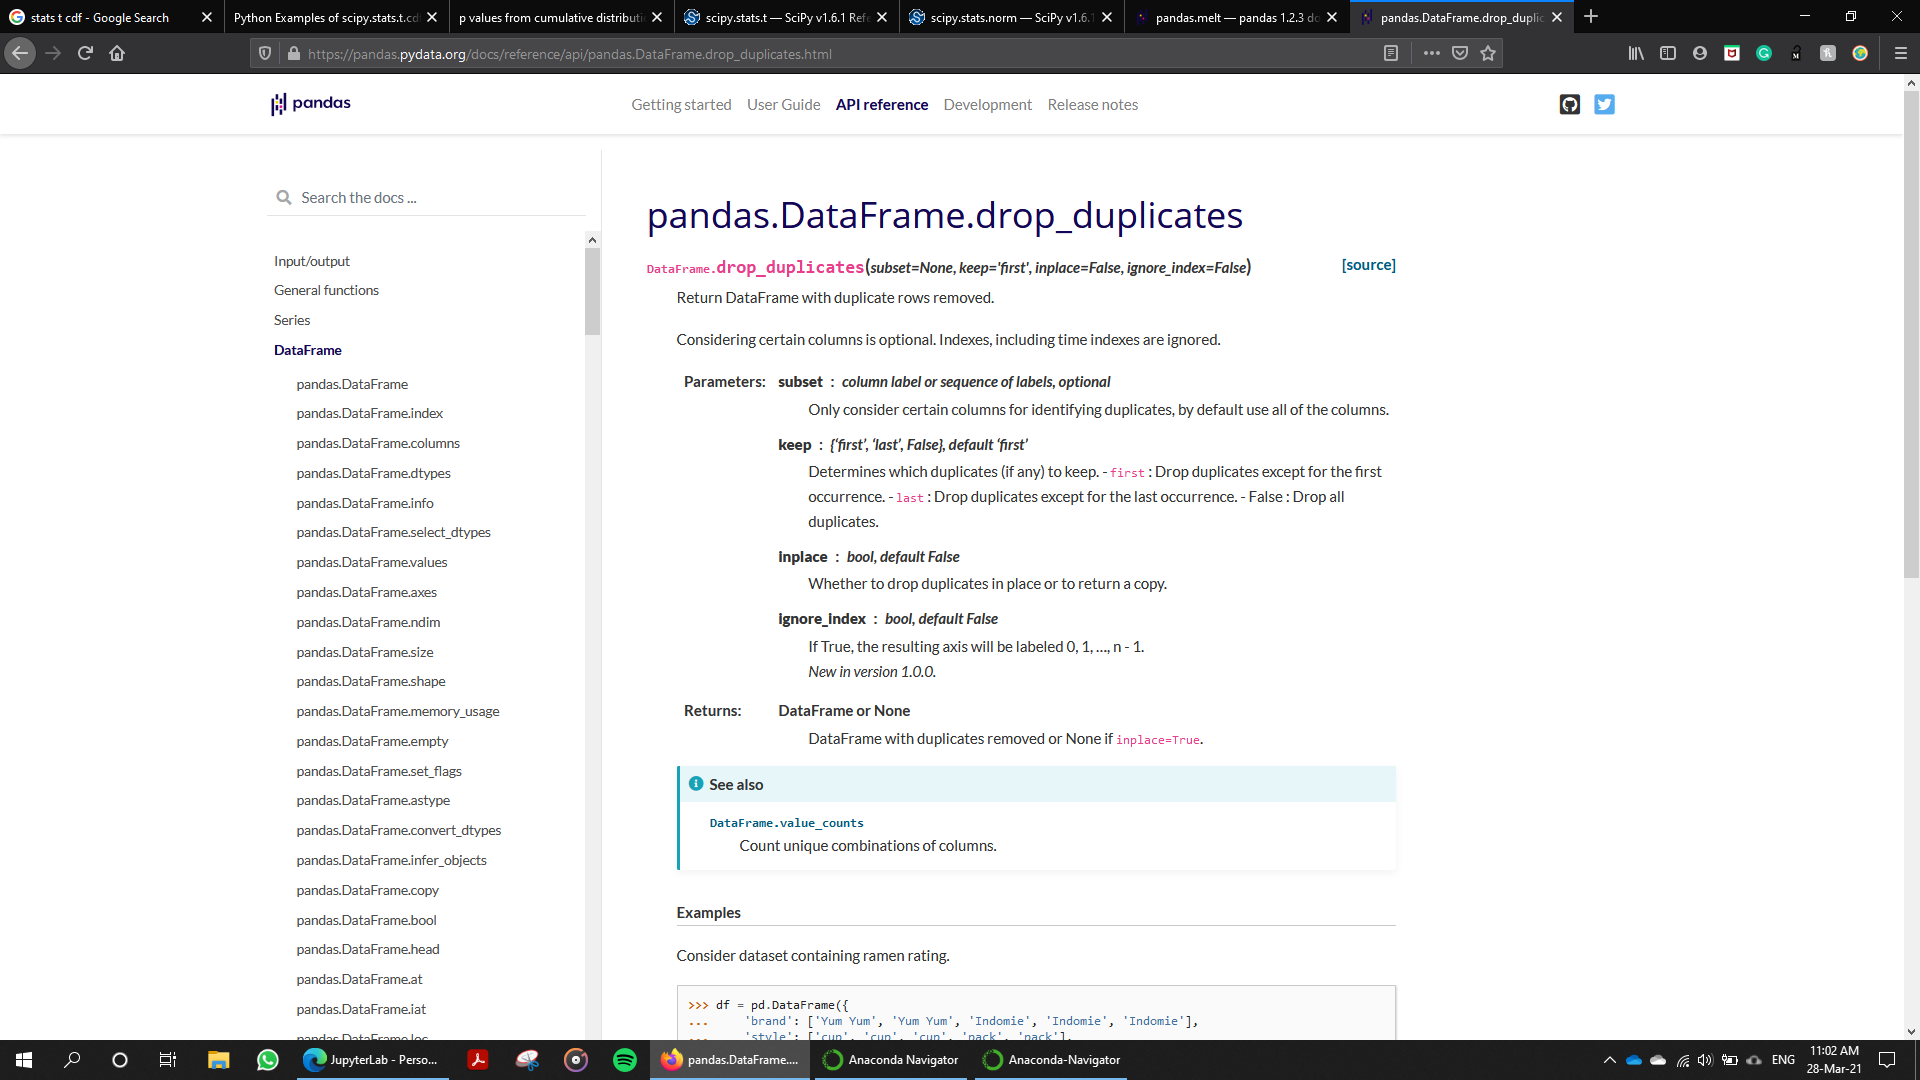 stats t cdf - Google Search
Python Examples of scipy.stats.t.cdf
p values from cumulative distributi
scipy.stats.t — SciPy v1.6.1 Refe
scipy.stats.norm — SciPy v1.6.1
pandas.melt — pandas 1.2.3 do
pandas.DataFrame.drop_duplic
https://pandas.pydata.org/docs/reference/api/pandas.DataFrame.drop_duplicates.html
pandas
Getting started User Guide API reference Development Release notes
Search the docs ...
Input/output
General functions
Series
DataFrame
pandas.DataFrame
pandas.DataFrame.index
pandas.DataFrame.columns
pandas.DataFrame.dtypes
pandas.DataFrame.info
pandas.DataFrame.select_dtypes
pandas.DataFrame.values
pandas.DataFrame.axes
pandas.DataFrame.ndim
pandas.DataFrame.size
pandas.DataFrame.shape
pandas.DataFrame.memory_usage
pandas.DataFrame.empty
pandas.DataFrame.set_flags
pandas.DataFrame.astype
pandas.DataFrame.convert_dtypes
pandas.DataFrame.infer_objects
pandas.DataFrame.copy
pandas.DataFrame.bool
pandas.DataFrame.head
pandas.DataFrame.at
pandas.DataFrame.iat
pandas.DataFrame.loc
pandas.DataFrame.drop_duplicates
DataFrame.drop_duplicates(subset=None, keep='first', inplace=False, ignore_index=False)
[source]
Return DataFrame with duplicate rows removed.
Considering certain columns is optional. Indexes, including time indexes are ignored.
Parameters: subset : column label or sequence of labels, optional
Only consider certain columns for identifying duplicates, by default use all of the columns.
keep : {‘first’, ‘last’, False}, default ‘first’
Determines which duplicates (if any) to keep. - first : Drop duplicates except for the first
occurrence. - last : Drop duplicates except for the last occurrence. - False : Drop all
duplicates.
inplace : bool, default False
Whether to drop duplicates in place or to return a copy.
ignore_index : bool, default False
If True, the resulting axis will be labeled 0, 1, …, n - 1.
New in version 1.0.0.
Returns: DataFrame or None
DataFrame with duplicates removed or None if inplace=True.
See also
DataFrame.value_counts
Count unique combinations of columns.
Examples
Consider dataset containing ramen rating.
>>> df = pd.DataFrame({
... 'brand': ['Yum Yum', 'Yum Yum', 'Indomie', 'Indomie', 'Indomie'],
... 'style': ['cup', 'cup', 'cup', 'pack', 'pack'],
JupyterLab - Perso...
pandas.DataFrame....
Anaconda Navigator
Anaconda-Navigator
ENG
11:02 AM
28-Mar-21